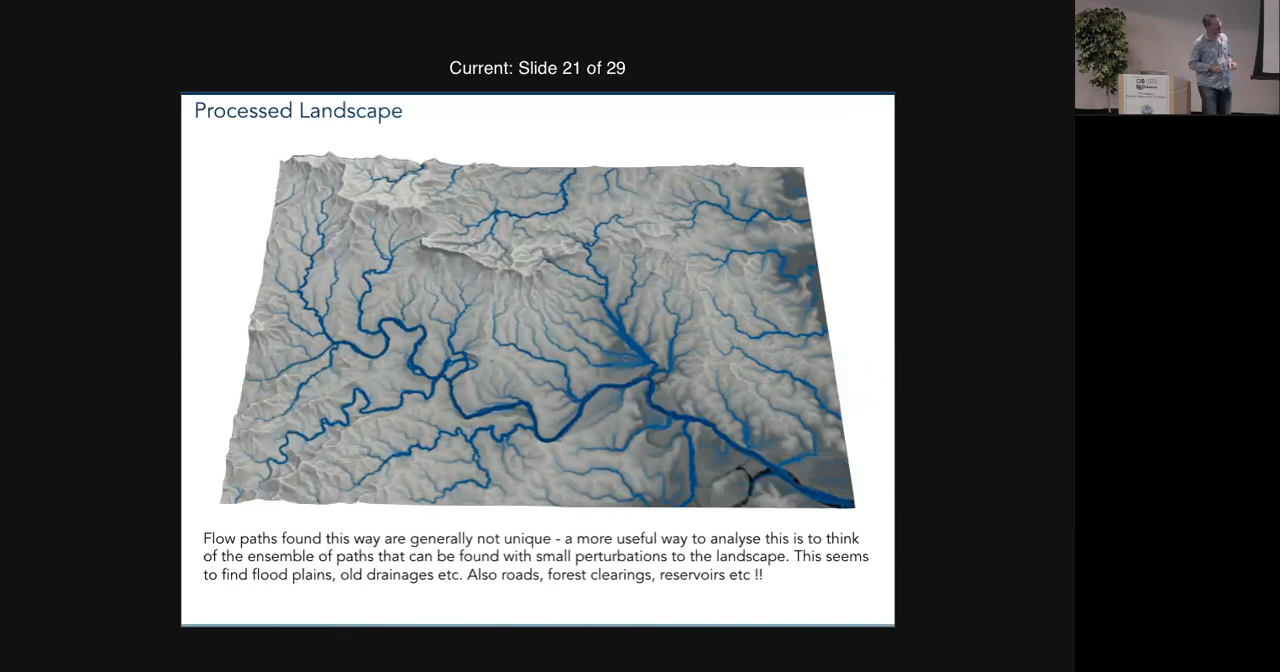 Current: Slide 21 of 29
Processed Landscape
Flow paths found this way are generally not unique - a more useful way to analyse this is to think
of the ensemble of paths that can be found with small perturbations to the landscape. This seems
to find flood plains, old drainages etc. Also roads, forest clearings, reservoirs etc !!